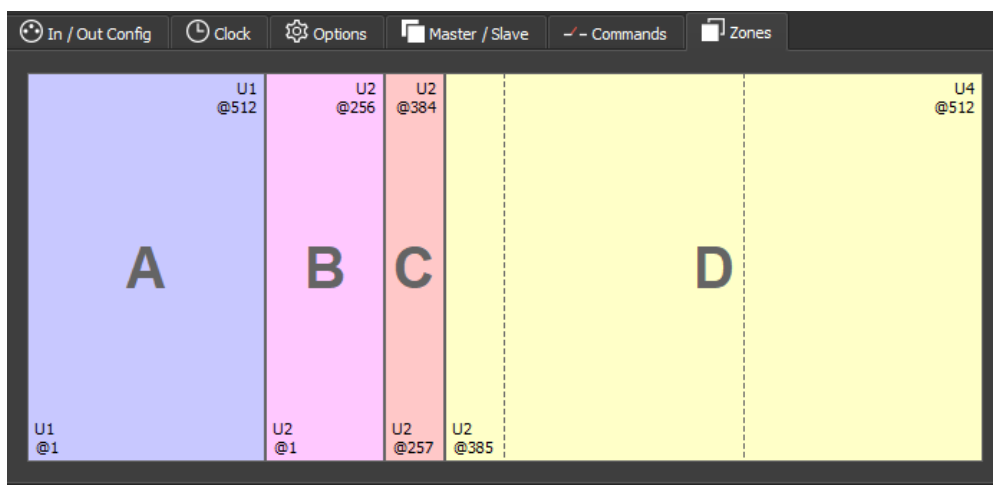 In / Out Config Clock Options Master / Slave Commands Zones
U1
@512
U2
@256
U2
@384
U4
@512
A
B
C
D
U1
@1
U2
@1
U2
@257
U2
@385